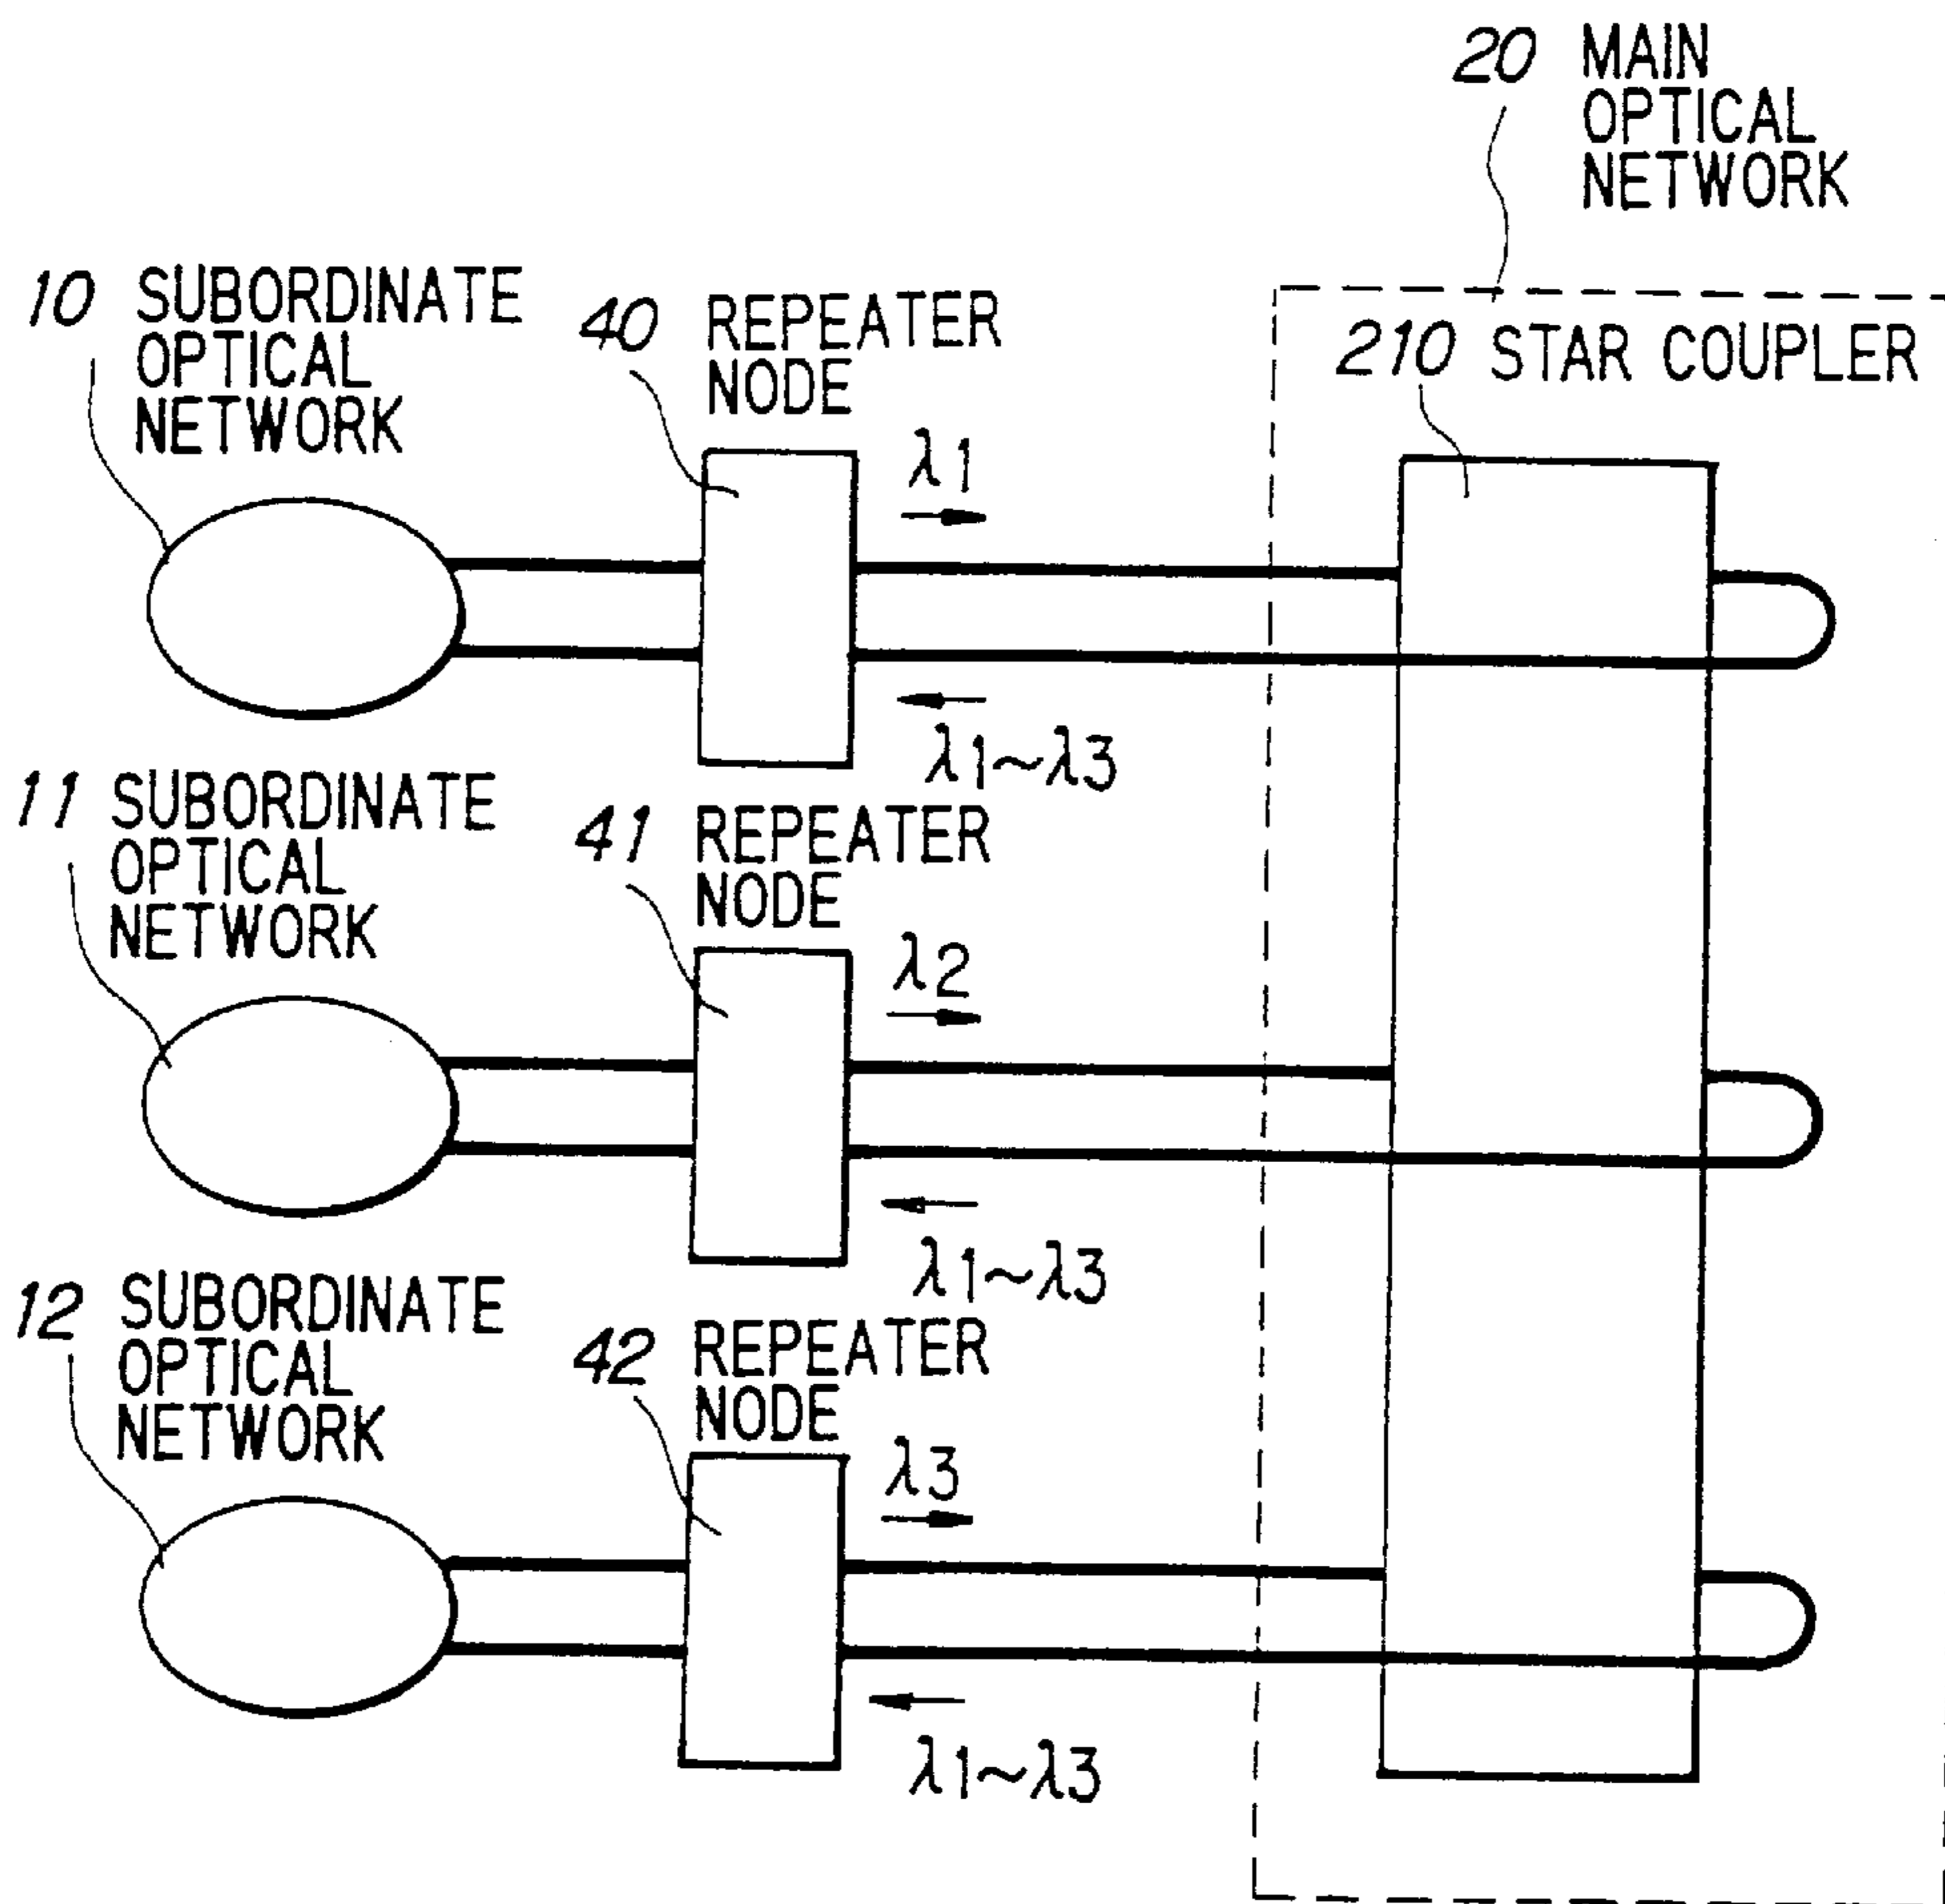 20 MAIN
OPTICAL
NETWORK
10 SUBORDINATE
OPTICAL
NETWORK
40 REPEATER
NODE
210 STAR COUPLER
λ1
λ1~λ3
11 SUBORDINATE
OPTICAL
NETWORK
41 REPEATER
NODE
λ2
λ1~λ3
12 SUBORDINATE
OPTICAL
NETWORK
42 REPEATER
NODE
λ3
λ1~λ3